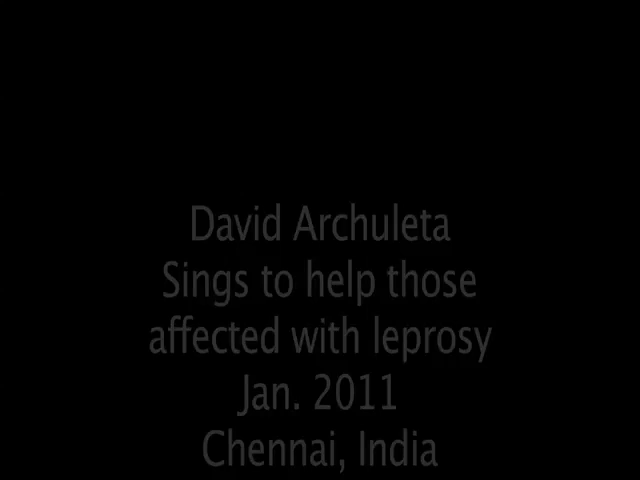 David Archuleta
Sings to help those
affected with leprosy
Jan. 2011
Chennai, India